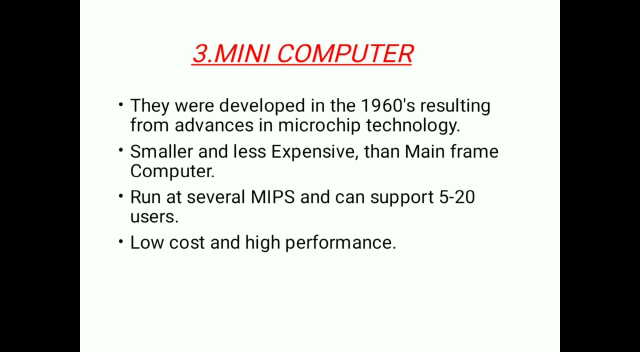 3.MINI COMPUTER
• They were developed in the 1960's resulting
from advances in microchip technology.
• Smaller and less Expensive, than Main frame
Computer.
• Run at several MIPS and can support 5-20
users.
• Low cost and high performance.